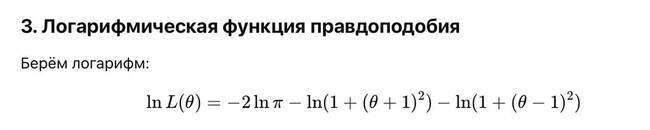 3. Логарифмическая функция правдоподобия
Берём логарифм:
ln L(θ) = −2 ln π − ln(1 + (θ + 1)²) − ln(1 + (θ − 1)²)